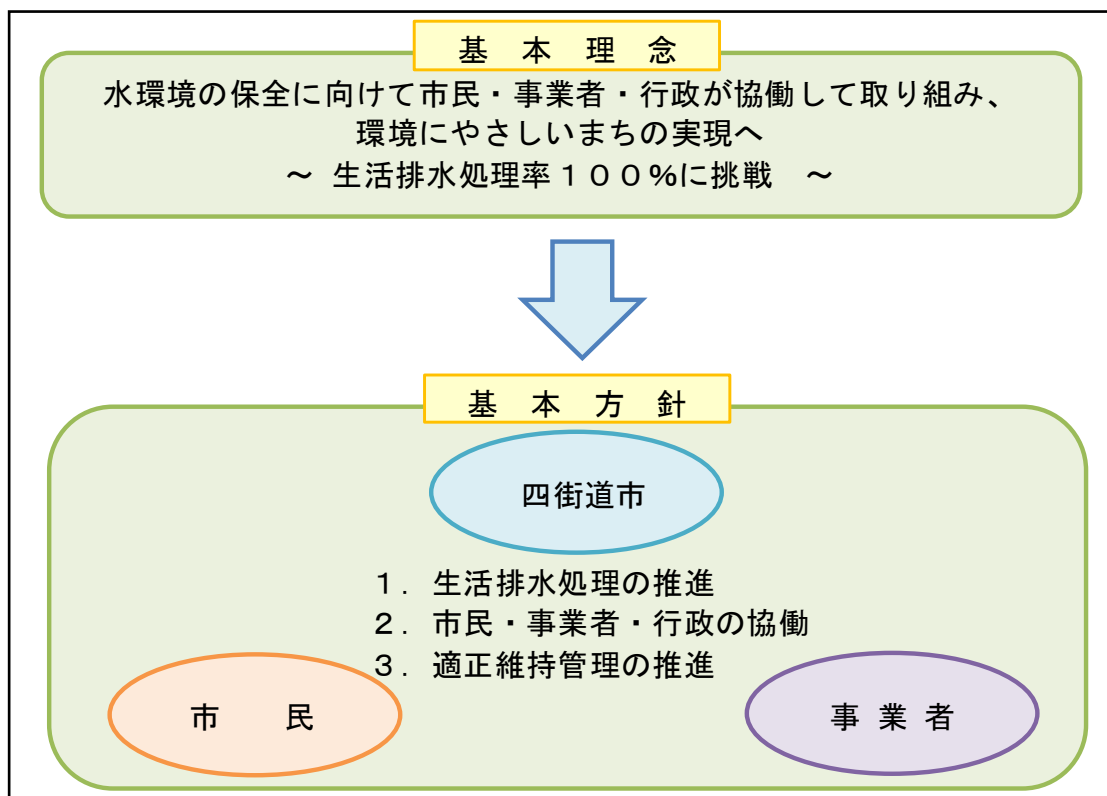 基　本　理　念
水環境の保全に向けて市民・事業者・行政が協働して取り組み、
環境にやさしいまちの実現へ
～ 生活排水処理率１００％に挑戦　～
基　本　方　針
四街道市
１．生活排水処理の推進
２．市民・事業者・行政の協働
３．適正維持管理の推進
市　　民
事 業 者